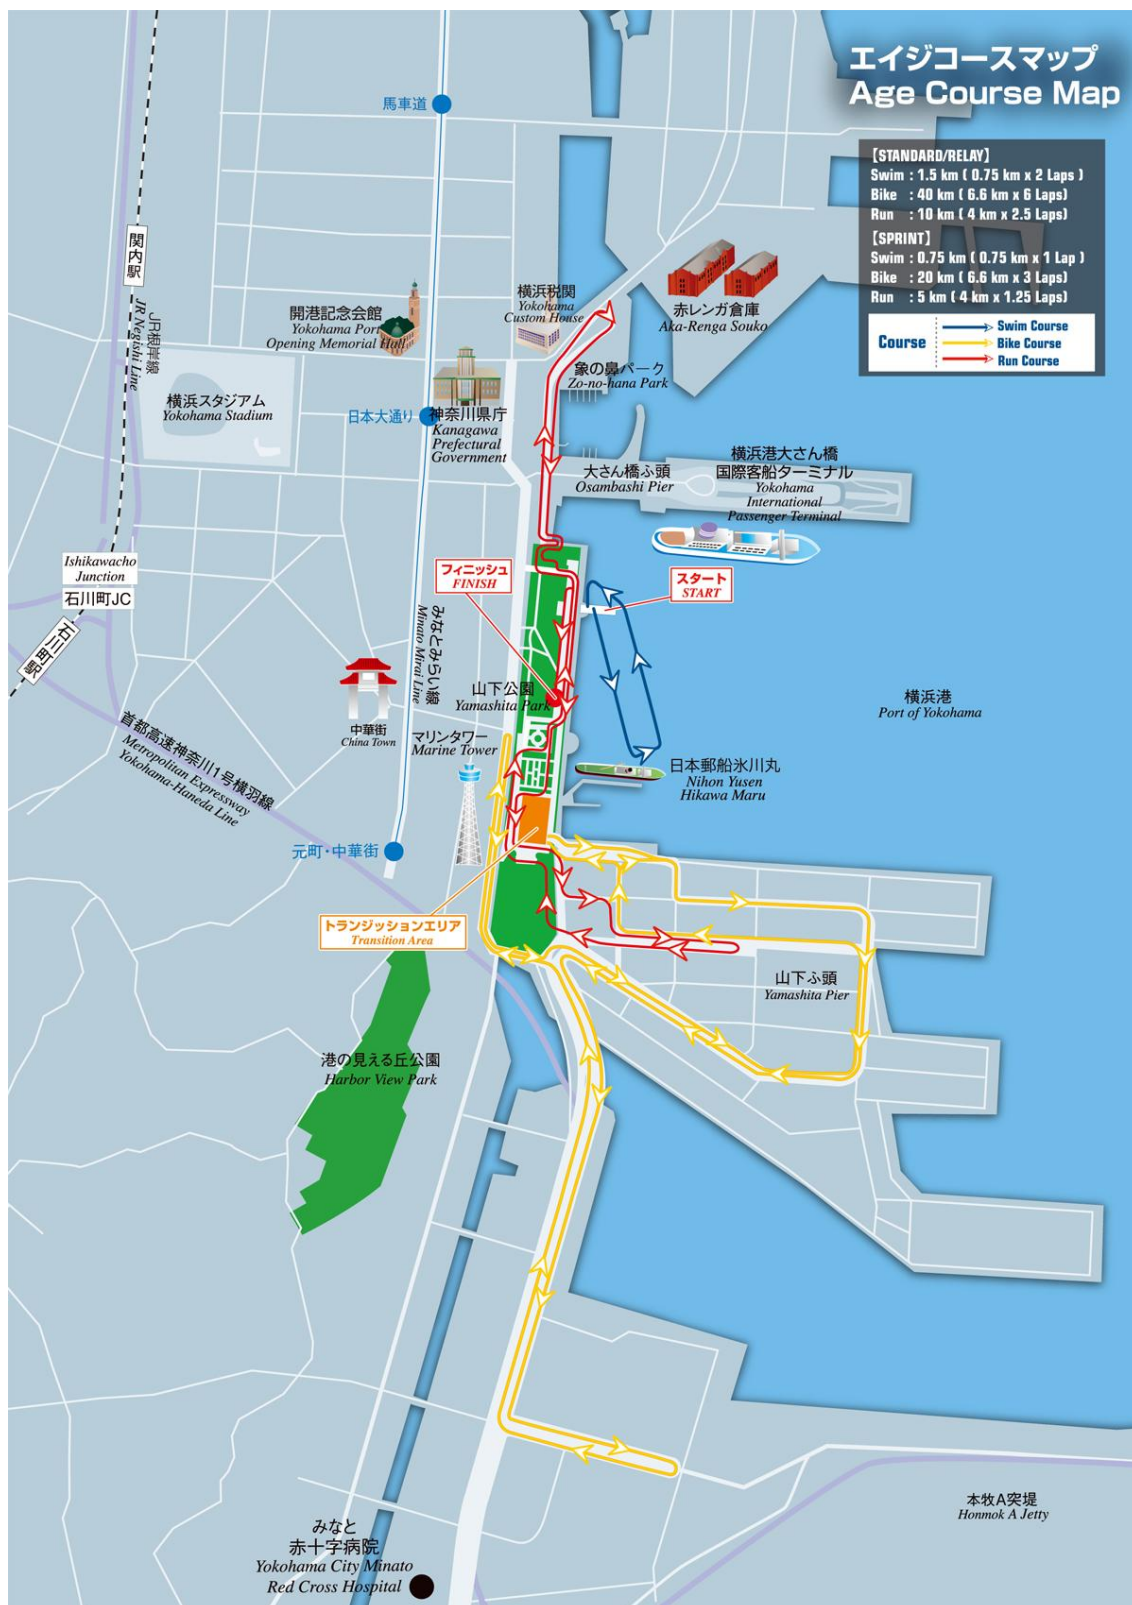 エイジコースマップ
Age Course Map
【STANDARD/RELAY】
Swim : 1.5 km ( 0.75 km x 2 Laps )
Bike : 40 km ( 6.6 km x 6 Laps)
Run : 10 km ( 4 km x 2.5 Laps)
【SPRINT】
Swim : 0.75 km (0.75 km x 1 Lap )
Bike : 20 km ( 6.6 km x 3 Laps)
Run : 5 km ( 4 km x 1.25 Laps)
Course
Swim Course
Bike Course
Run Course
馬車道
関内駅
JR根岸線
JR Negishi Line
開港記念会館
Yokohama Port
Opening Memorial Hall
横浜税関
Yokohama
Custom House
赤レンガ倉庫
Aka-Renga Souko
象の鼻パーク
Zo-no-hana Park
横浜スタジアム
Yokohama Stadium
日本大通り
神奈川県庁
Kanagawa
Prefectural
Government
大さん橋ふ頭
Osambashi Pier
横浜港大さん橋
国際客船ターミナル
Yokohama
International
Passenger Terminal
Ishikawacho
Junction
石川町JC
石川町駅
フィニッシュ
FINISH
スタート
START
みなとみらい線
Minato Mirai Line
山下公園
Yamashita Park
中華街
China Town
マリンタワー
Marine Tower
横浜港
Port of Yokohama
日本郵船氷川丸
Nihon Yusen
Hikawa Maru
首都高速神奈川1号横羽線
Metropolitan Expressway
Yokohama-Haneda Line
元町・中華街
トランジッションエリア
Transition Area
山下ふ頭
Yamashita Pier
港の見える丘公園
Harbor View Park
本牧A突堤
Honmok A Jetty
みなと
赤十字病院
Yokohama City Minato
Red Cross Hospital